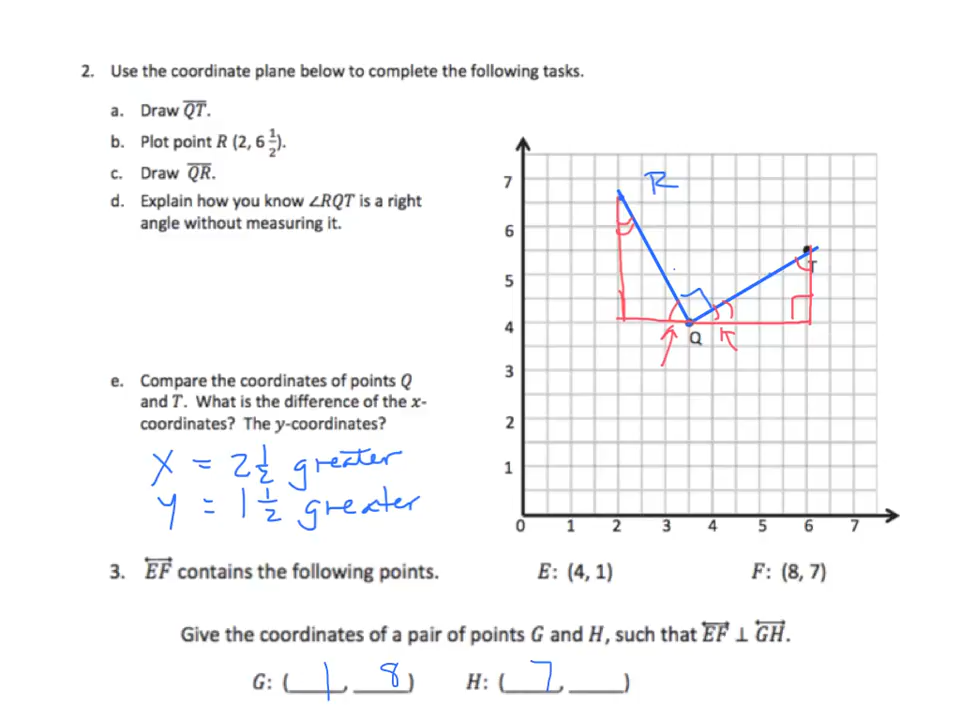 2. Use the coordinate plane below to complete the following tasks.
a. Draw QT.
b. Plot point R (2, 6 1/2).
c. Draw QR.
d. Explain how you know ∠RQT is a right
angle without measuring it.
R
7
6
5
4
3
2
1
T
Q
0 1 2 3 4 5 6 7
e. Compare the coordinates of points Q
and T. What is the difference of the x-
coordinates? The y-coordinates?
X = 2 1/2 greater
y = 1 1/2 greater
3. EF contains the following points. E: (4, 1) F: (8, 7)
Give the coordinates of a pair of points G and H, such that EF ⊥ GH.
G: (1, 8) H: (7, ____)